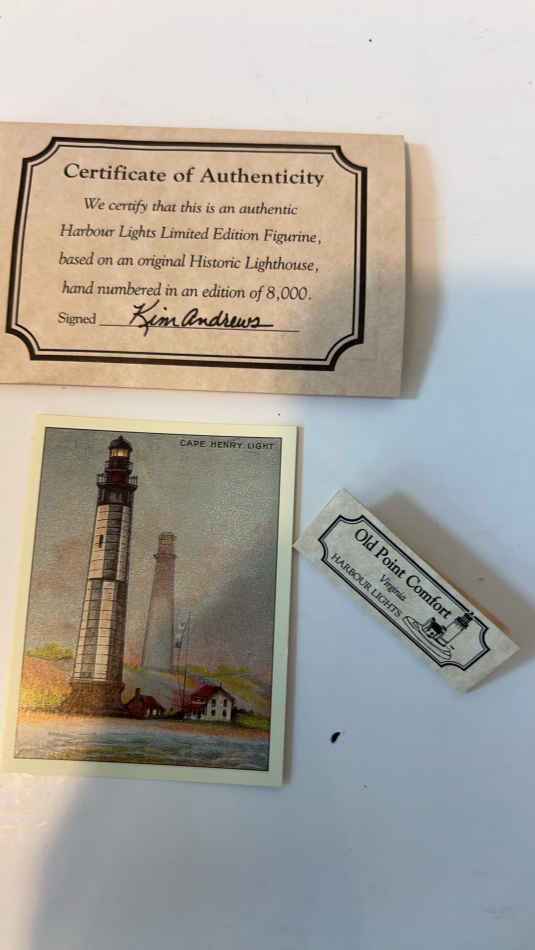 Certificate of Authenticity
We certify that this is an authentic
Harbour Lights Limited Edition Figurine,
based on an original Historic Lighthouse,
hand numbered in an edition of 8,000.
Signed Kim Andrews
CAPE HENRY LIGHT
Old Point Comfort
Virginia
HARBOUR LIGHTS